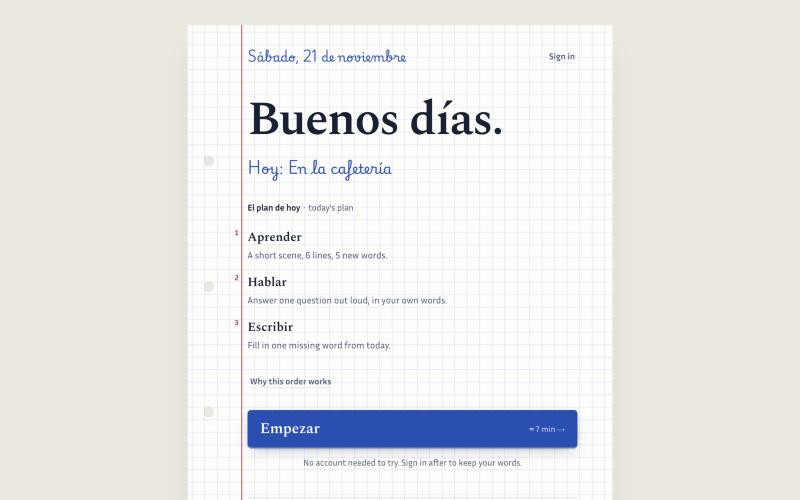 Sábado, 21 de noviembre
Sign in
Buenos días.
Hoy: En la cafetería
El plan de hoy · today's plan
1 Aprender
A short scene, 6 lines, 5 new words.
2 Hablar
Answer one question out loud, in your own words.
3 Escribir
Fill in one missing word from today.
Why this order works
Empezar ≈ 7 min →
No account needed to try. Sign in after to keep your words.